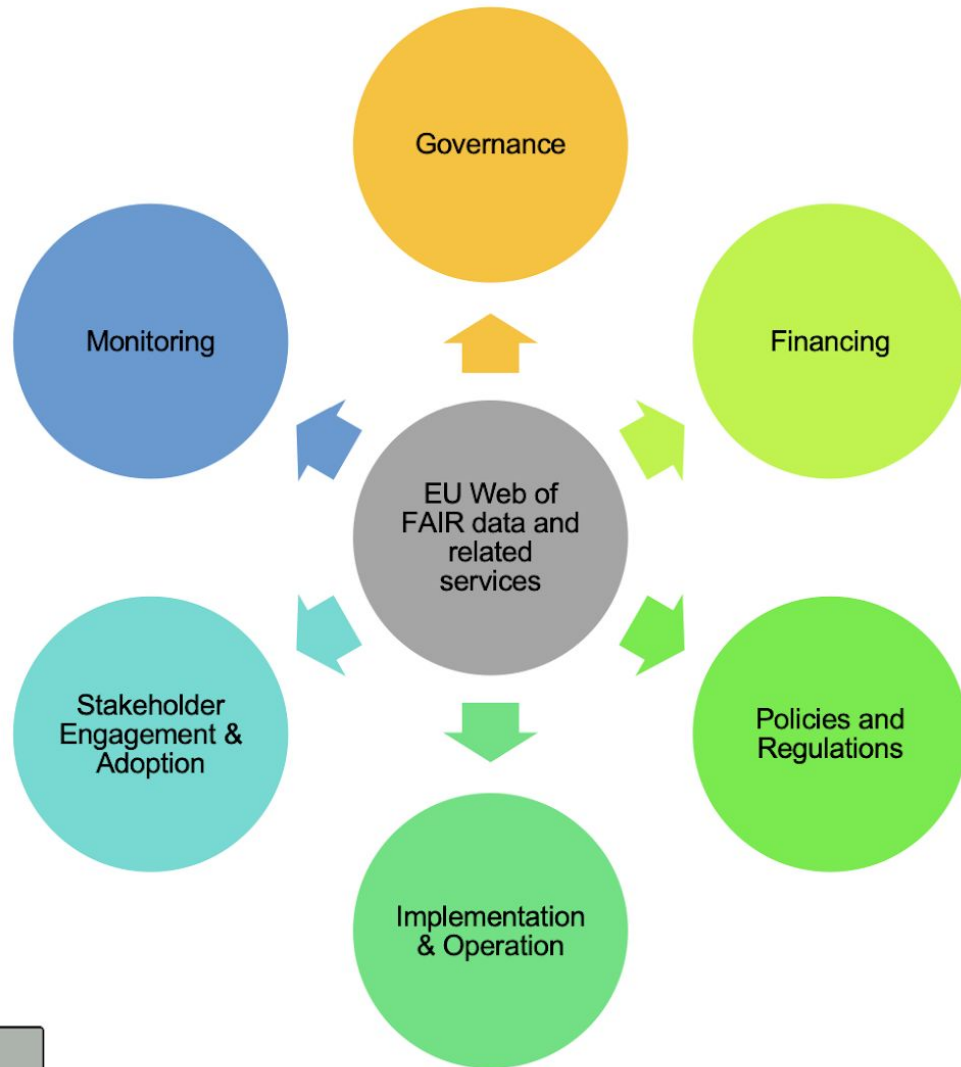 Governance
Monitoring
Financing
EU Web of
FAIR data and
related
services
Stakeholder
Engagement &
Adoption
Policies and
Regulations
Implementation
& Operation